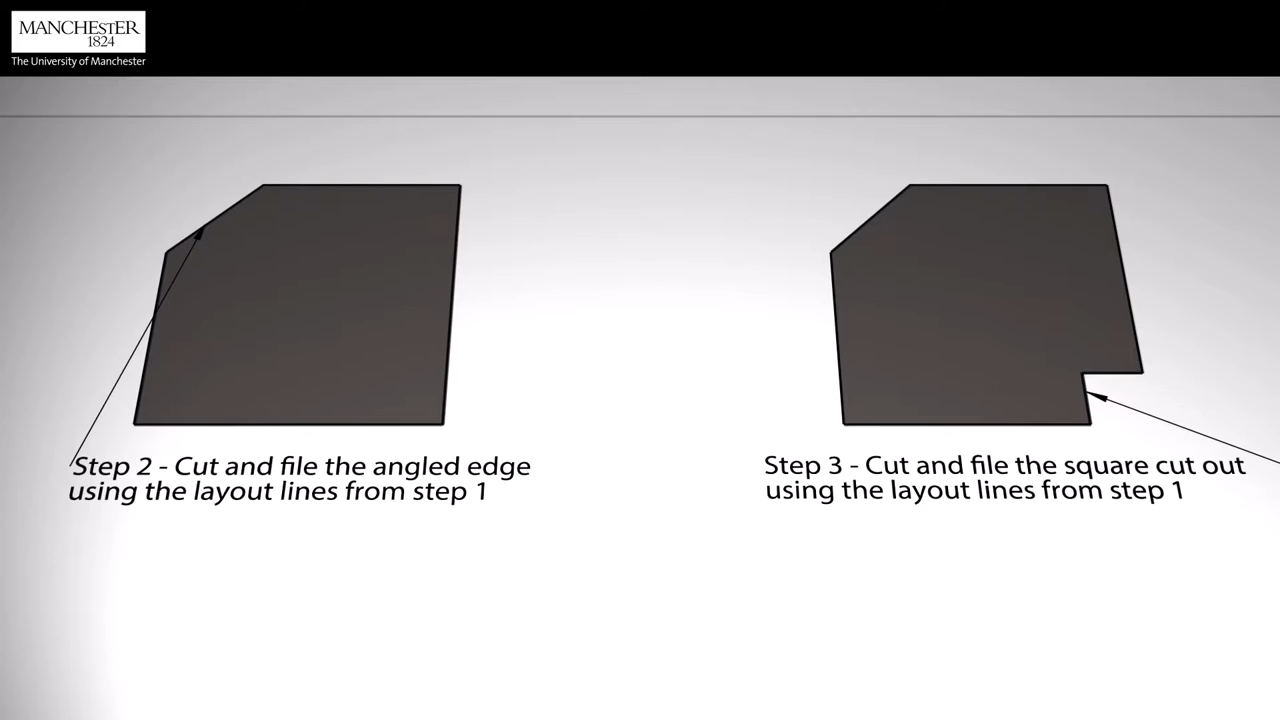 MANCHESTER
1824
The University of Manchester
Step 2 - Cut and file the angled edge
using the layout lines from step 1
Step 3 - Cut and file the square cut out
using the layout lines from step 1